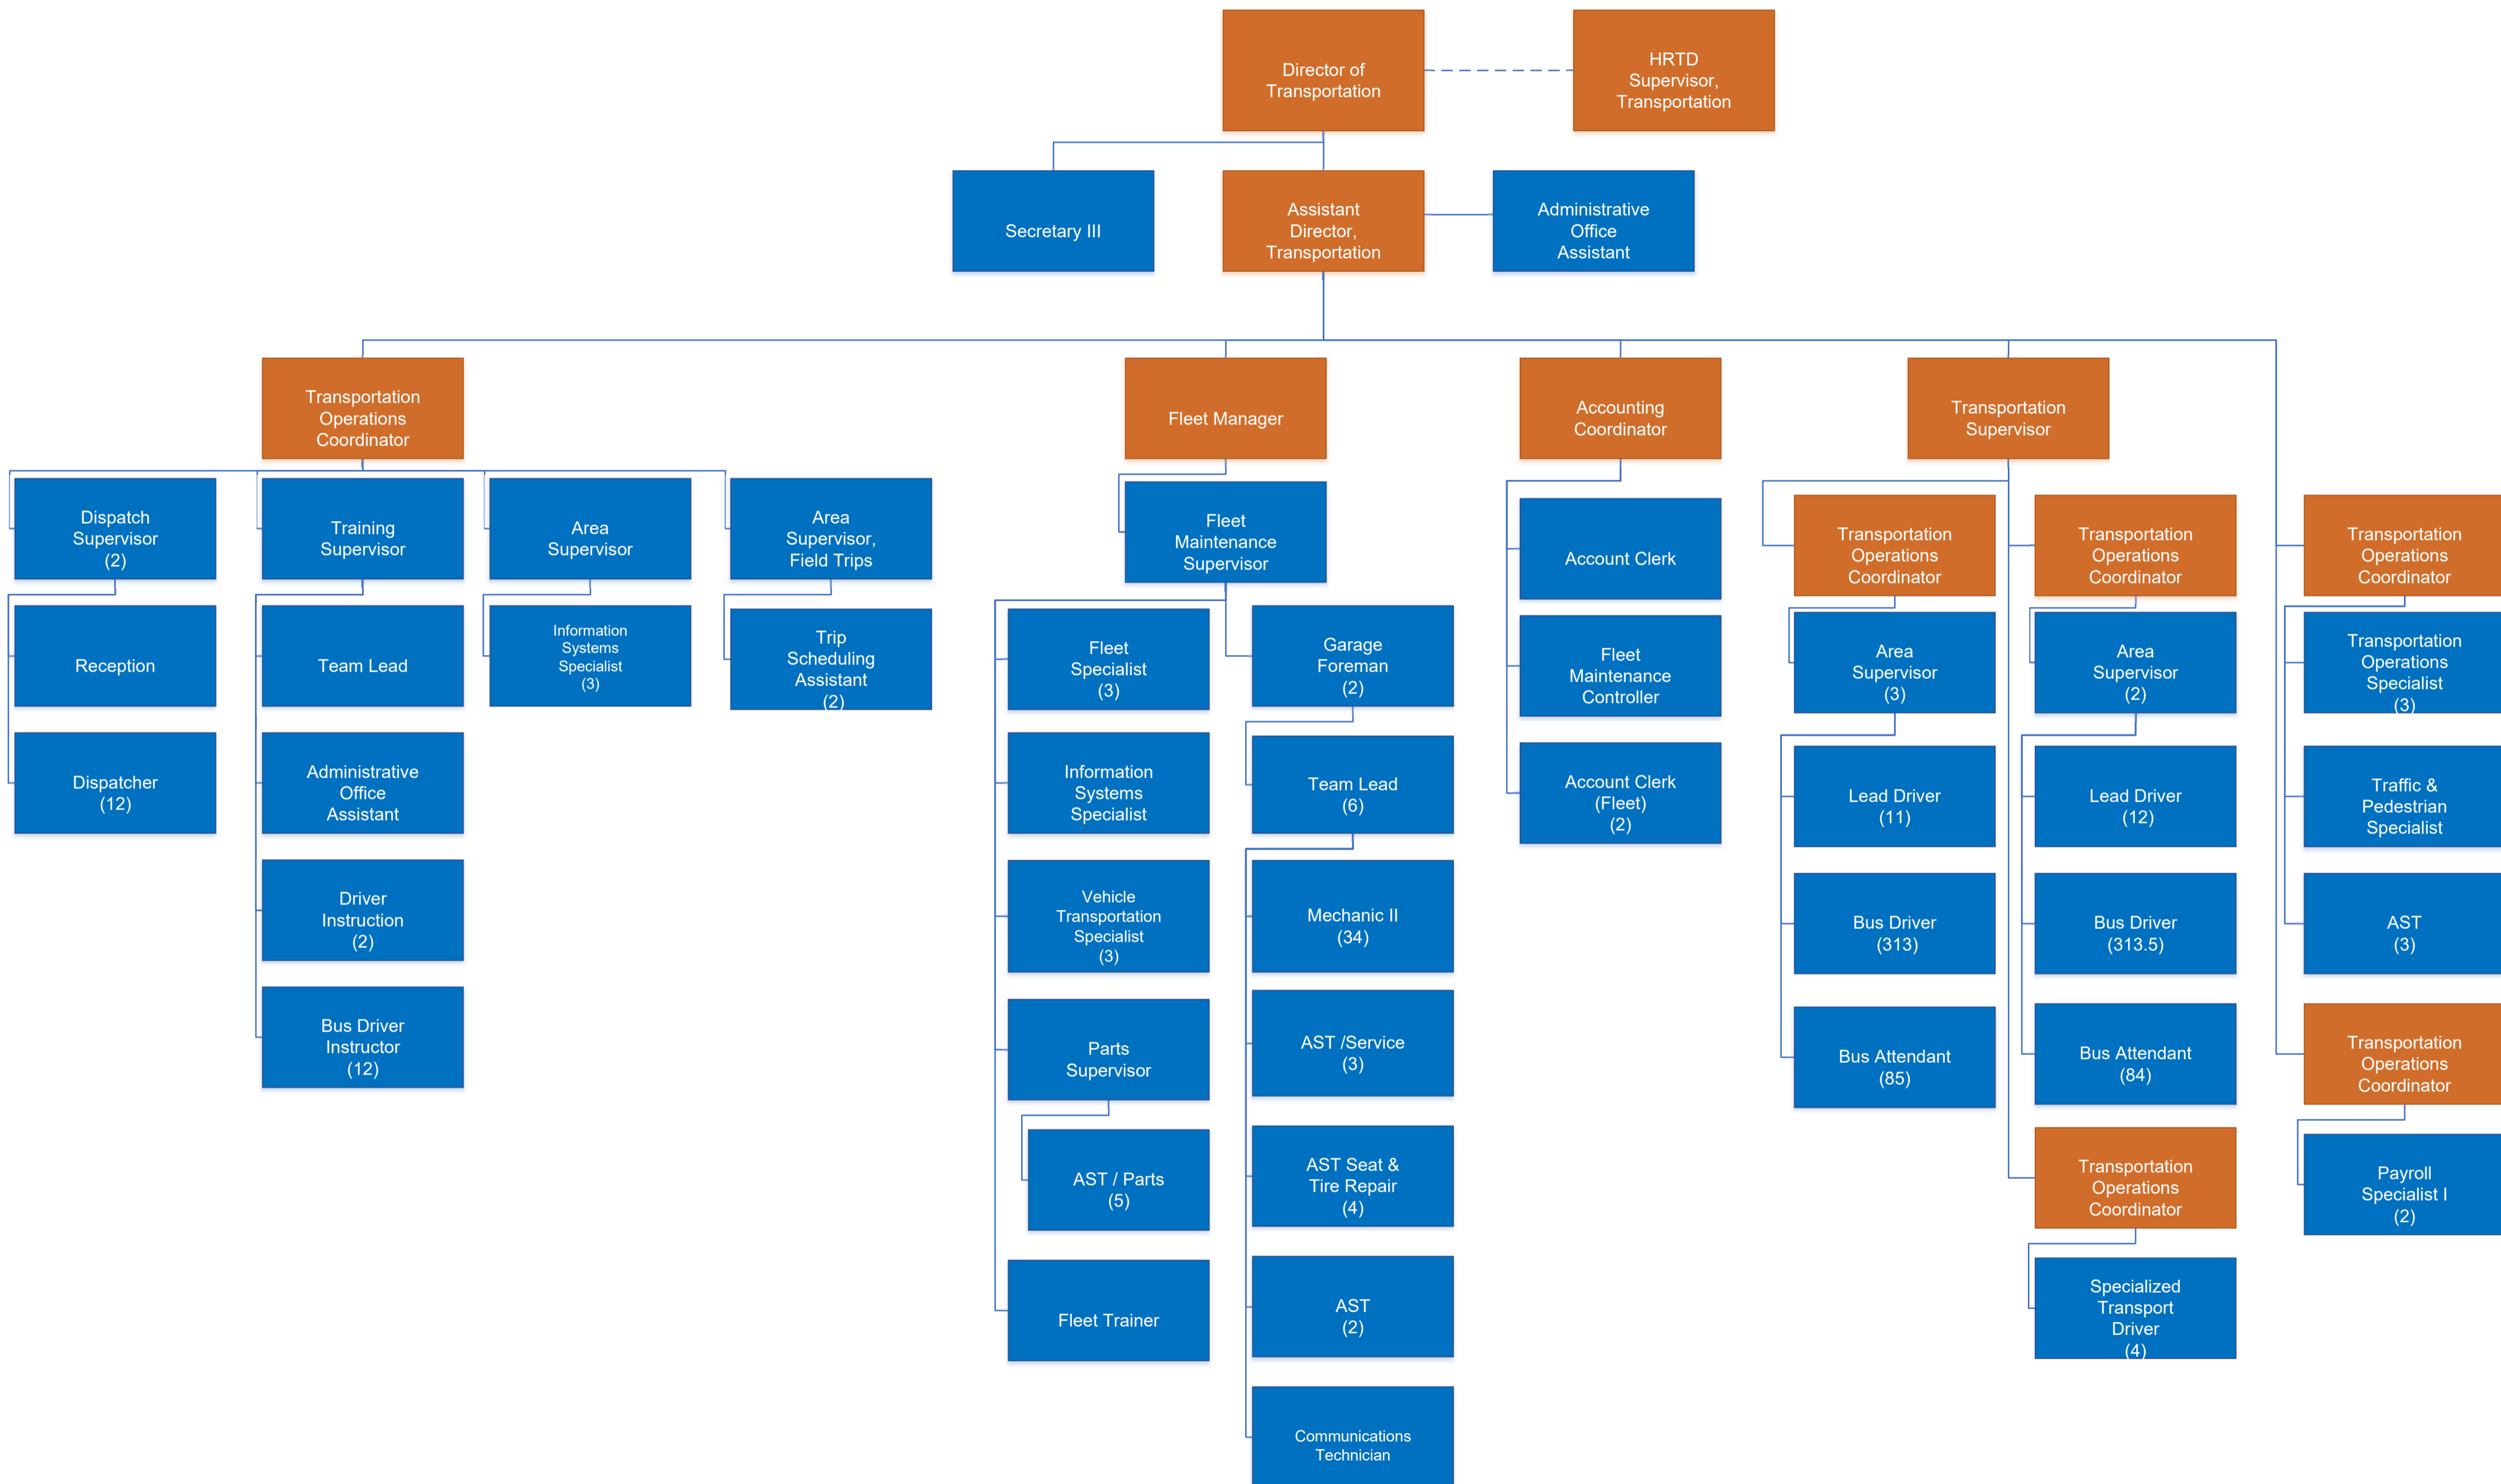 Director of
Transportation
HRTD
Supervisor,
Transportation
Secretary III
Assistant
Director,
Transportation
Administrative
Office
Assistant
Transportation
Operations
Coordinator
Fleet Manager
Accounting
Coordinator
Transportation
Supervisor
Dispatch
Supervisor
(2)
Reception
Dispatcher
(12)
Training
Supervisor
Team Lead
Administrative
Office
Assistant
Driver
Instruction
(2)
Bus Driver
Instructor
(12)
Area
Supervisor
Information
Systems
Specialist
(3)
Area
Supervisor,
Field Trips
Trip
Scheduling
Assistant
(2)
Fleet
Maintenance
Supervisor
Fleet
Specialist
(3)
Information
Systems
Specialist
Vehicle
Transportation
Specialist
(3)
Parts
Supervisor
AST / Parts
(5)
Fleet Trainer
Garage
Foreman
(2)
Team Lead
(6)
Mechanic II
(34)
AST /Service
(3)
AST Seat &
Tire Repair
(4)
AST
(2)
Communications
Technician
Account Clerk
Fleet
Maintenance
Controller
Account Clerk
(Fleet)
(2)
Transportation
Operations
Coordinator
Area
Supervisor
(3)
Lead Driver
(11)
Bus Driver
(313)
Bus Attendant
(85)
Transportation
Operations
Coordinator
Area
Supervisor
(2)
Lead Driver
(12)
Bus Driver
(313.5)
Bus Attendant
(84)
Transportation
Operations
Coordinator
Specialized
Transport
Driver
(4)
Transportation
Operations
Coordinator
Transportation
Operations
Specialist
(3)
Traffic &
Pedestrian
Specialist
AST
(3)
Transportation
Operations
Coordinator
Payroll
Specialist I
(2)